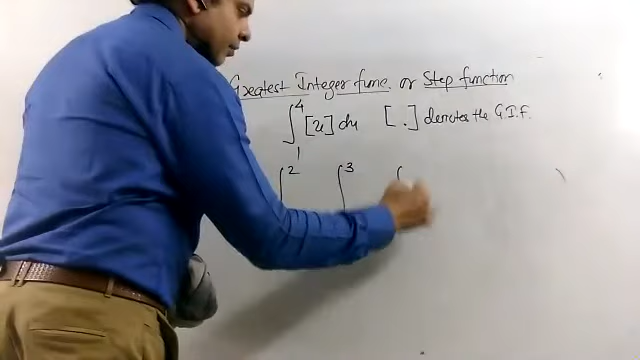 Greatest Integer func. or Step function
∫₁⁴ [x] dx [ . ] denotes the G.I.F.
∫² ∫³ ∫